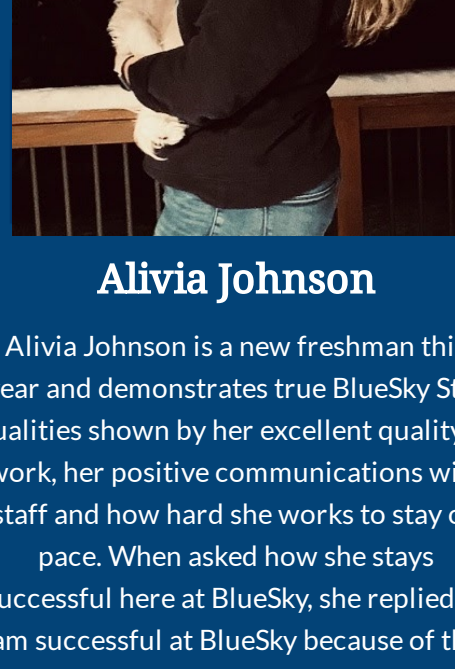 Alivia Johnson
Alivia Johnson is a new freshman thi
ear and demonstrates true BlueSky St
ualities shown by her excellent quality
work, her positive communications wi
staff and how hard she works to stay o
pace. When asked how she stays
uccessful here at BlueSky, she replied
am successful at BlueSky because of th